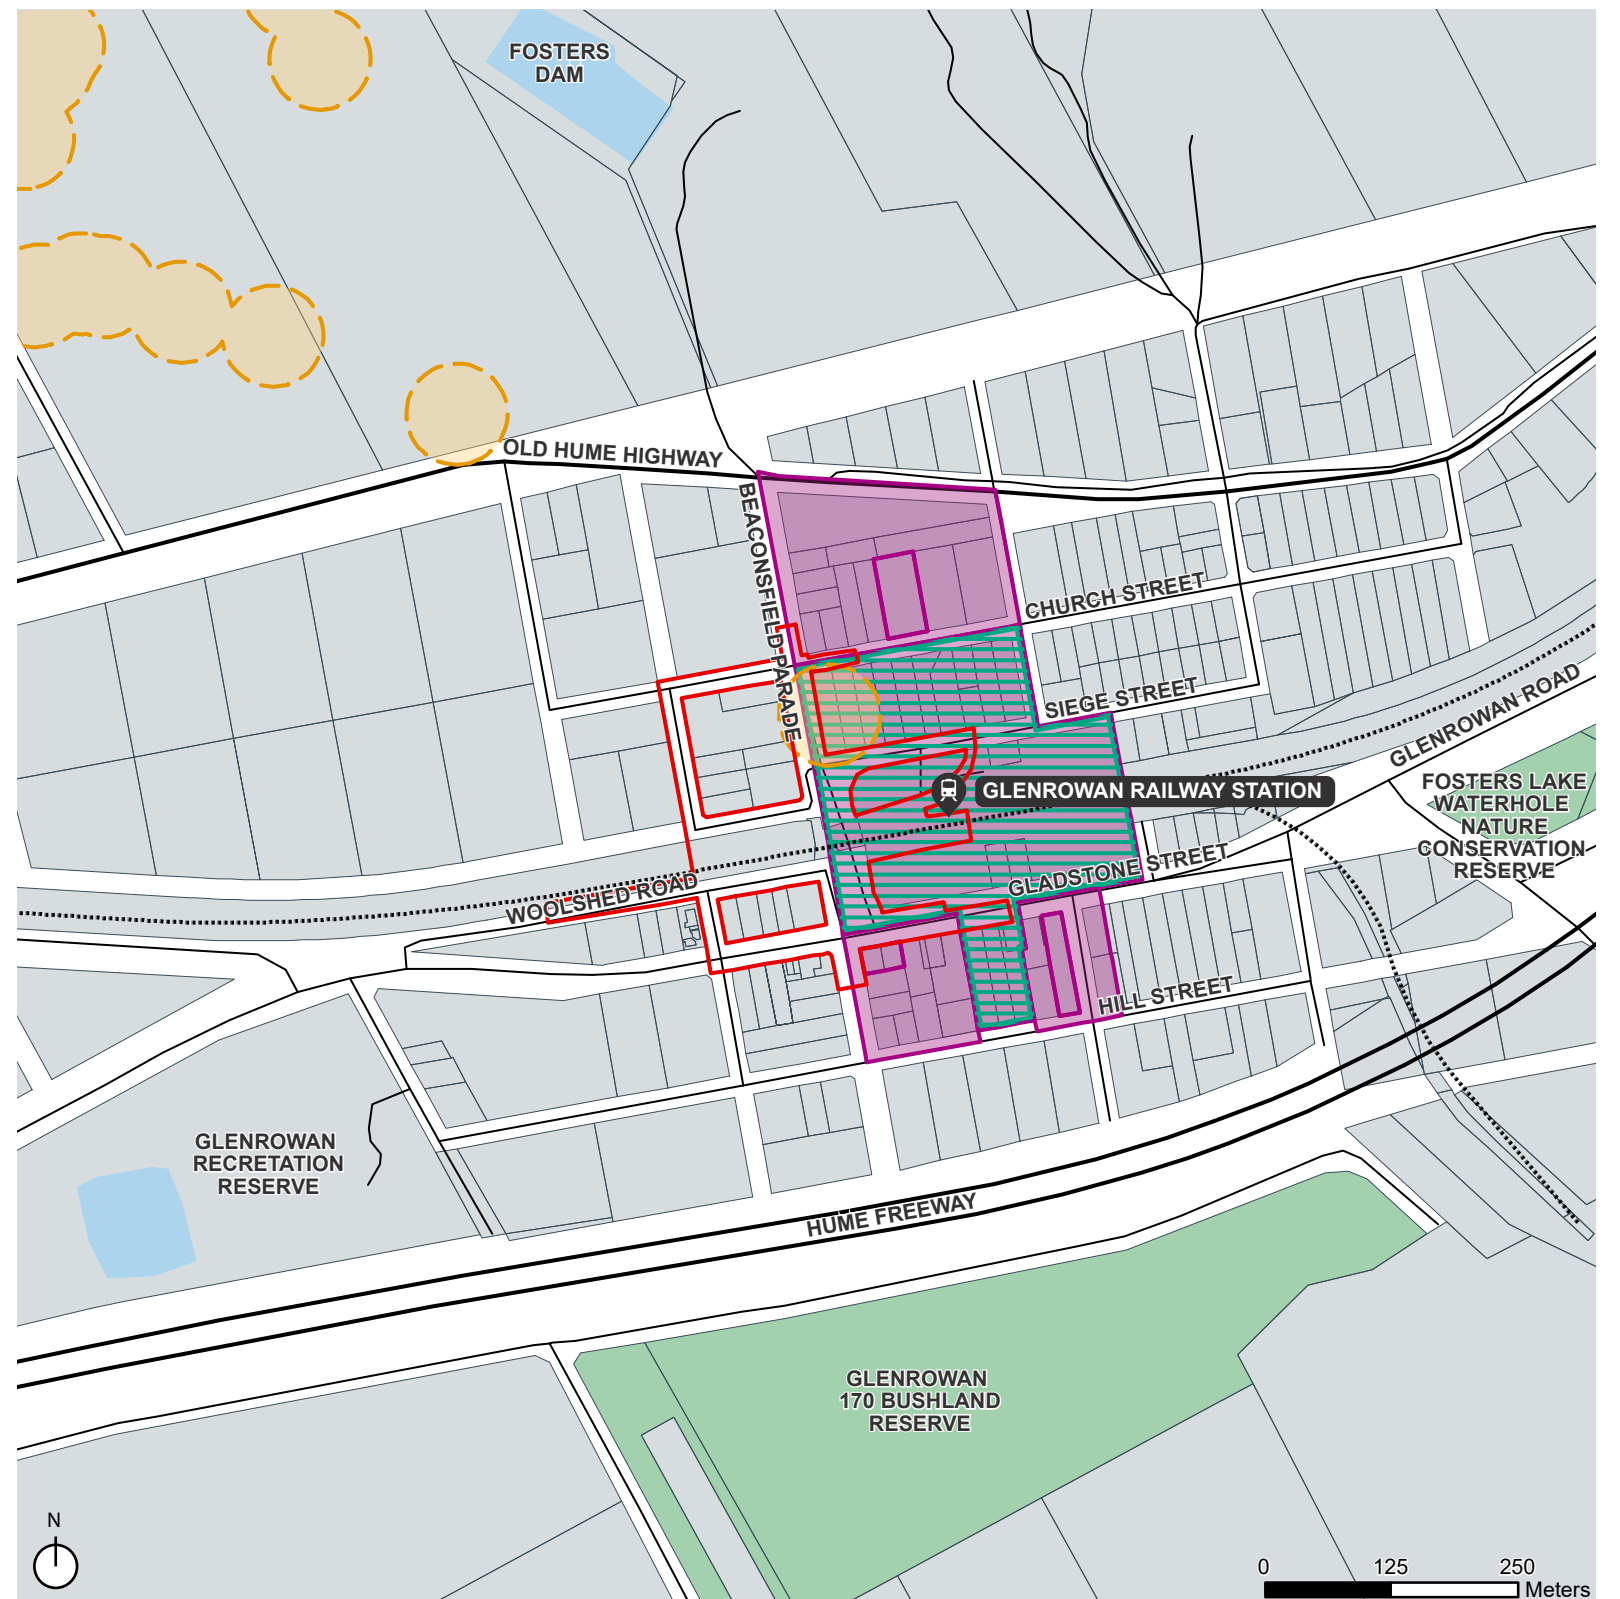 FOSTERS
DAM
OLD HUME HIGHWAY
BEACONSFIELD PARADE
CHURCH STREET
SIEGE STREET
GLENROWAN ROAD
GLENROWAN RAILWAY STATION
FOSTERS LAKE
WATERHOLE
NATURE
CONSERVATION
RESERVE
GLADSTONE STREET
WOOLSHED ROAD
HILL STREET
GLENROWAN
RECRETATION
RESERVE
HUME FREEWAY
GLENROWAN
170 BUSHLAND
RESERVE
N
0 125 250
Meters